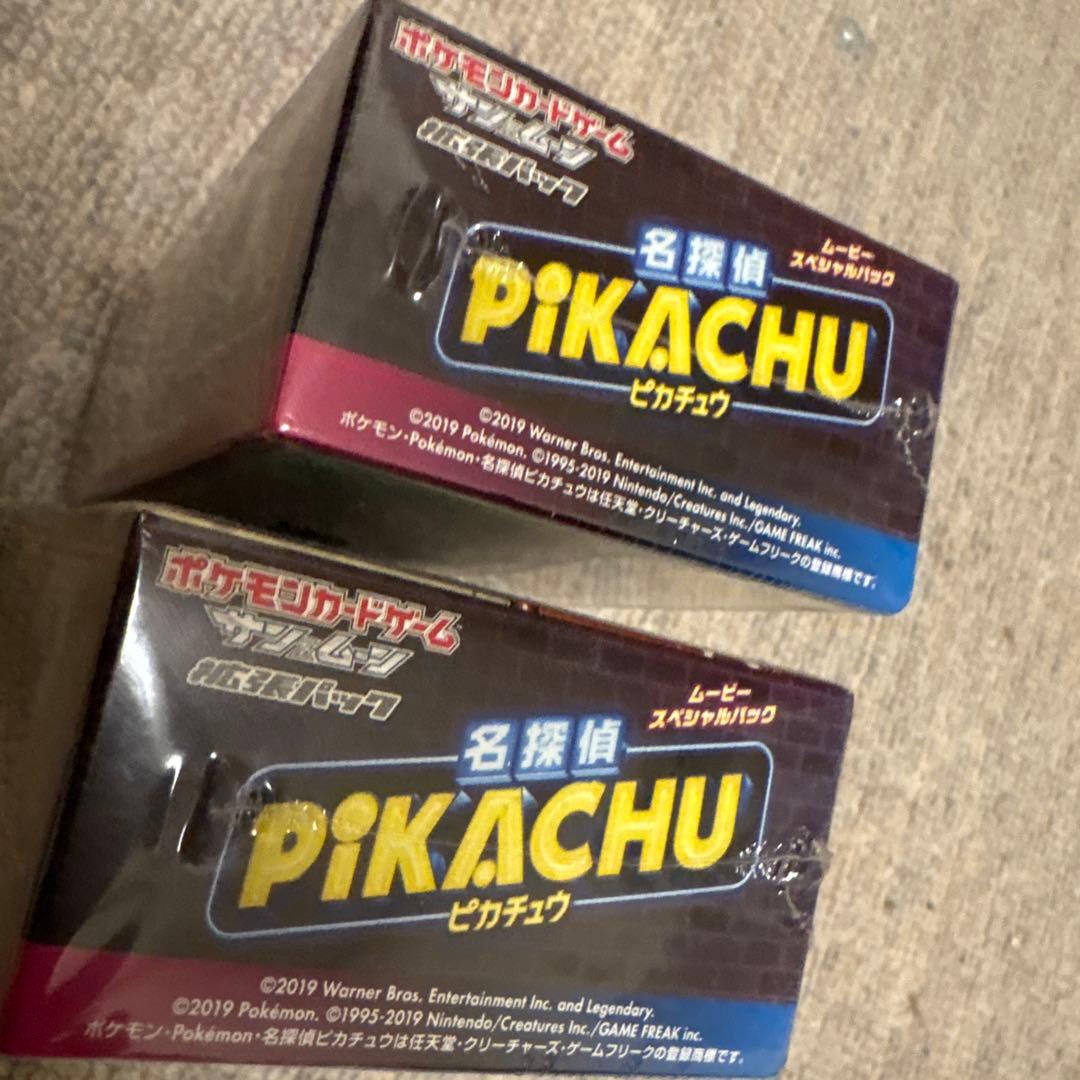 ポケモンカードゲーム
サン&ムーン
拡張パック
ムービー
スペシャルパック
名探偵
PiKACHU
ピカチュウ
©2019 Warner Bros. Entertainment Inc. and Legendary.
©2019 Pokémon. ©1995-2019 Nintendo/Creatures Inc./GAME FREAK inc.
ポケモン・Pokémon・名探偵ピカチュウは任天堂・クリーチャーズ・ゲームフリークの登録商標です。
ポケモンカードゲーム
サン&ムーン
拡張パック
ムービー
スペシャルパック
名探偵
PiKACHU
ピカチュウ
©2019 Warner Bros. Entertainment Inc. and Legendary.
©2019 Pokémon. ©1995-2019 Nintendo/Creatures Inc./GAME FREAK inc.
ポケモン・Pokémon・名探偵ピカチュウは任天堂・クリーチャーズ・ゲームフリークの登録商標です。